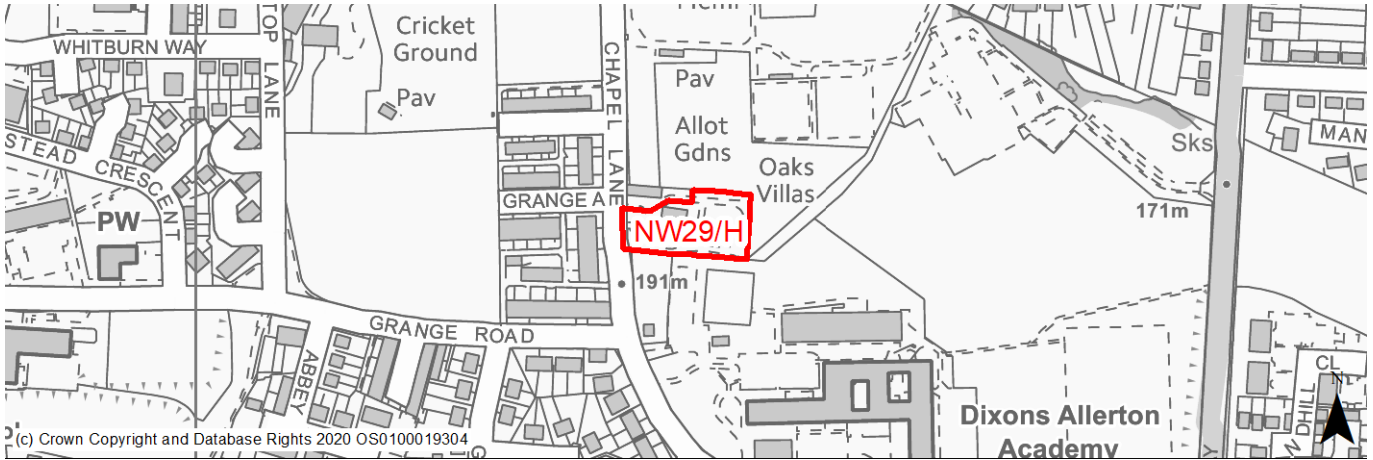 WHITBURN WAY
TOP LANE
Cricket
Ground
Pav
CHAPEL LANE
Pav
Allot
Gdns
Oaks
Villas
Sks
MAN
STEAD CRESCENT
PW
GRANGE A
NW29/H
171m
191m
GRANGE ROAD
ABBEY
Dixons Allerton
Academy
CL
N
DHILL
(c) Crown Copyright and Database Rights 2020 OS0100019304